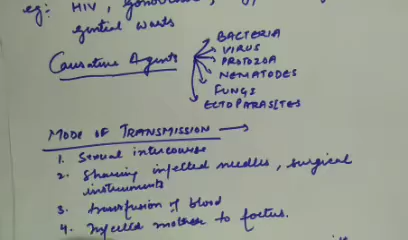 eg: HIV, Gonorrhoea,
gential warts
Causative Agents
BACTERIA
VIRUS
PROTOZOA
NEMATODES
FUNGI
ECTOPARASITES
MODE OF TRANSMISSION →
1. Sexual intercourse
2. Sharing infected needles, surgical
instruments
3. transfusion of blood
4. Infected mother to foetus.